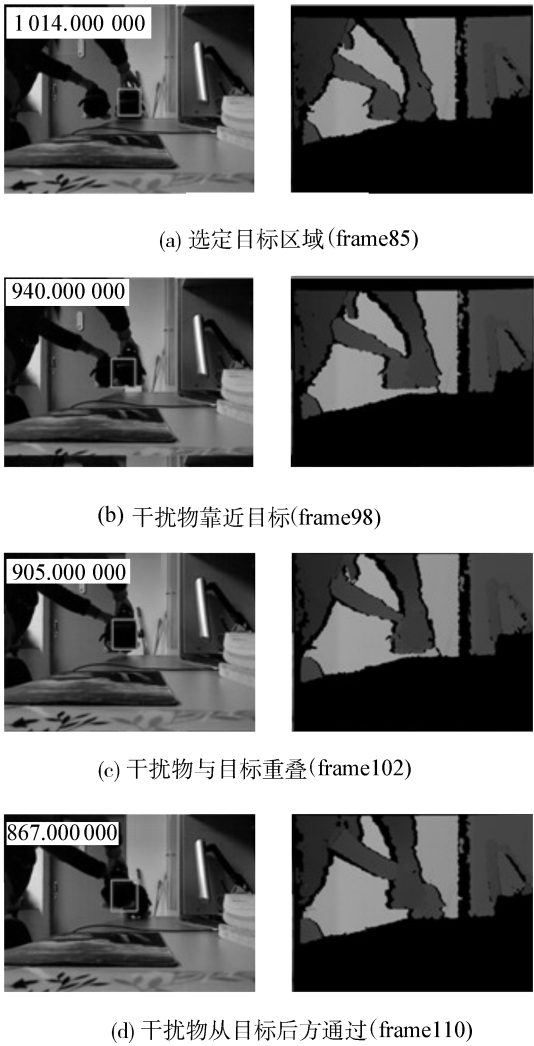 1 014.000 000
(a) 选定目标区域(frame85)
940.000 000
(b) 干扰物靠近目标(frame98)
905.000 000
(c) 干扰物与目标重叠(frame102)
867.000 000
(d) 干扰物从目标后方通过(frame110)